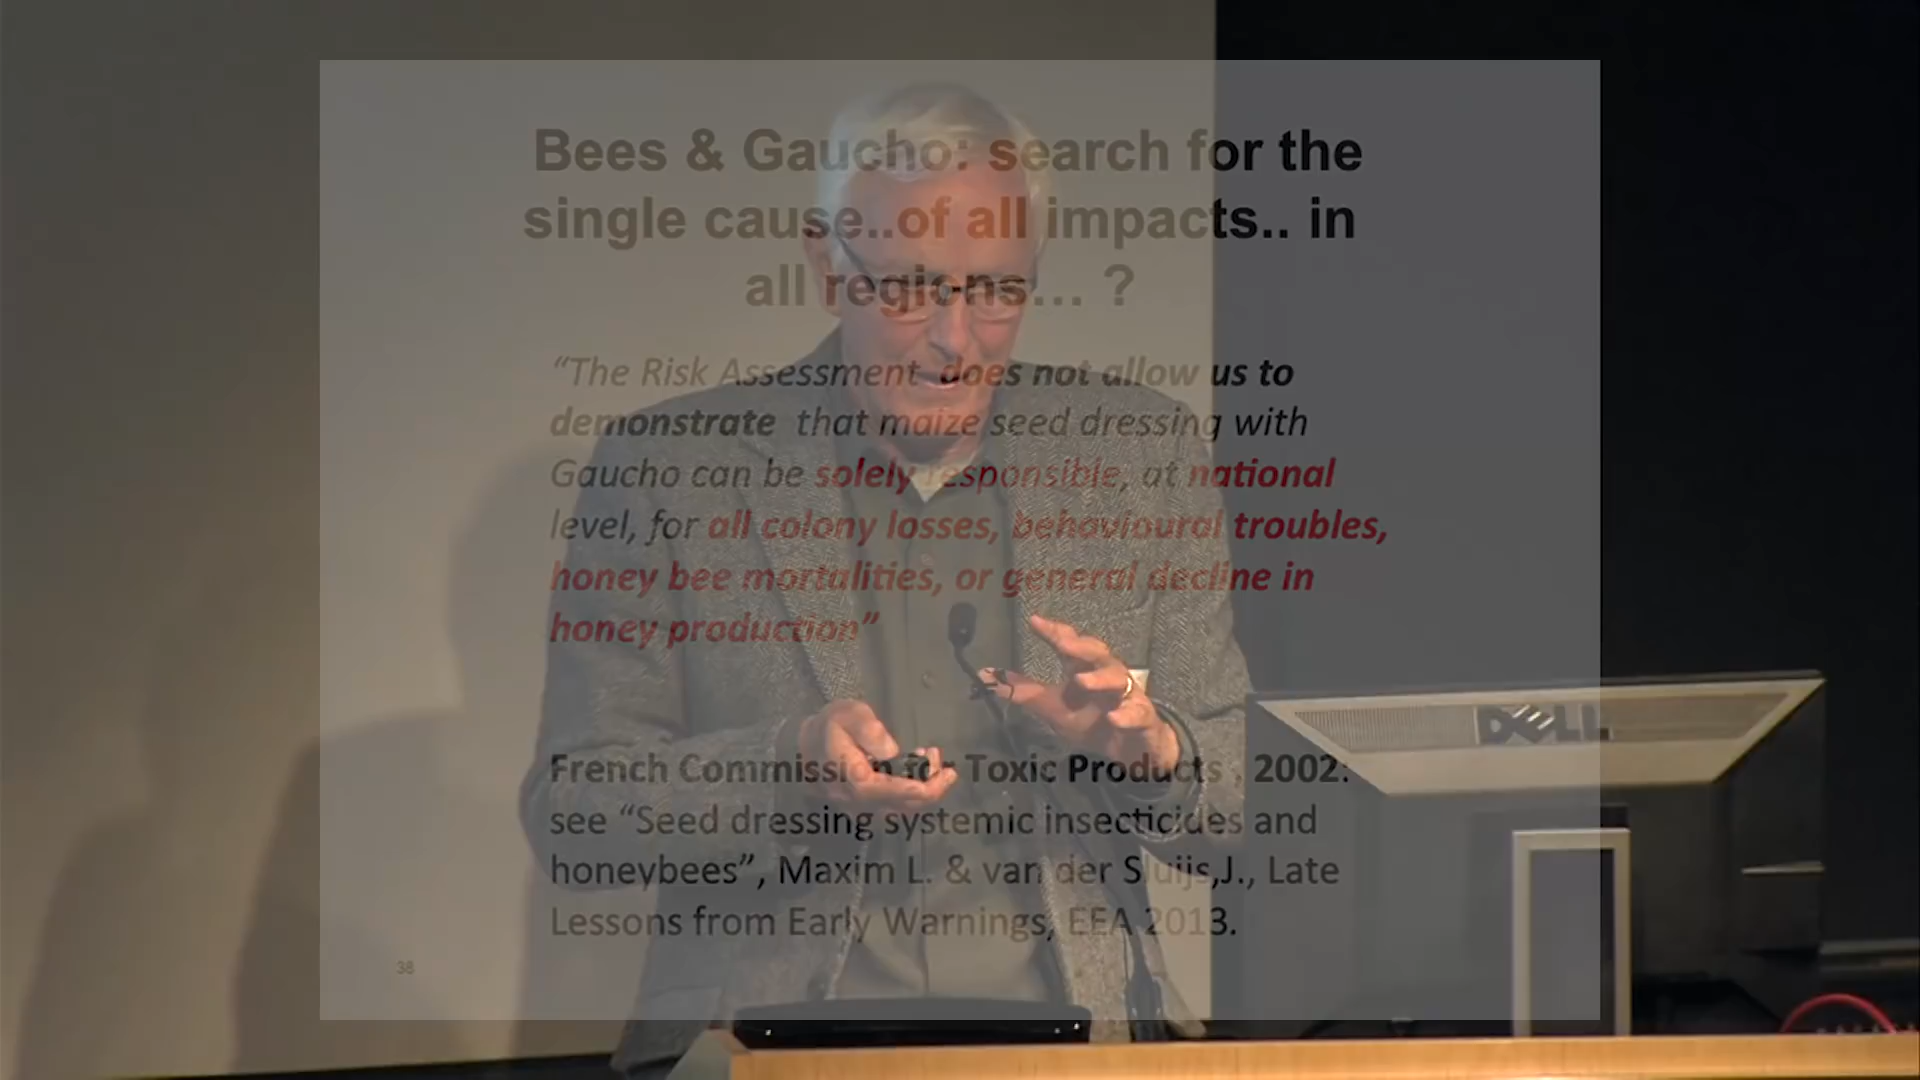 Bees & Gaucho: search for the
single cause..of all impacts.. in
all regions... ?
“The Risk Assessment does not allow us to
demonstrate that maize seed dressing with
Gaucho can be solely responsible, at national
level, for all colony losses, behavioural troubles,
honey bee mortalities, or general decline in
honey production”
DELL
French Commission for Toxic Products , 2002:
see “Seed dressing systemic insecticides and
honeybees”, Maxim L. & van der Sluijs,J., Late
Lessons from Early Warnings, EEA 2013.
38